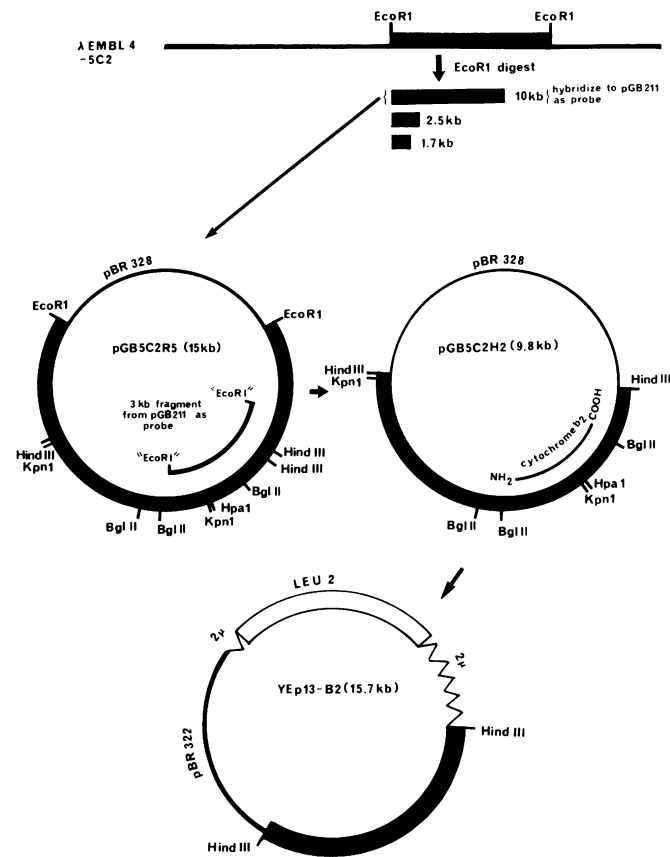 EcoR1 EcoR1
λ EMBL 4
-5C2
EcoR1 digest
10kb
hybridize to pGB211
as probe
2.5kb
1.7kb
pBR 328
EcoR1
EcoR1
pGB5C2R5 (15kb)
3 kb fragment
from pGB211 as
probe
"EcoRI"
"EcoRI"
Hind III
Kpn1
Hind III
Hind III
Bgl II
Hpa1
Kpn1
Bgl II
Bgl II
pBR 328
pGB5C2H2 (9.8kb)
Hind III
Kpn1
Hind III
COOH
cytochrome b2
NH2
Bgl II
Hpa1
Kpn1
Bgl II
Bgl II
LEU 2
2μ
2μ
YEp13-B2 (15.7kb)
pBR 322
Hind III
Hind III